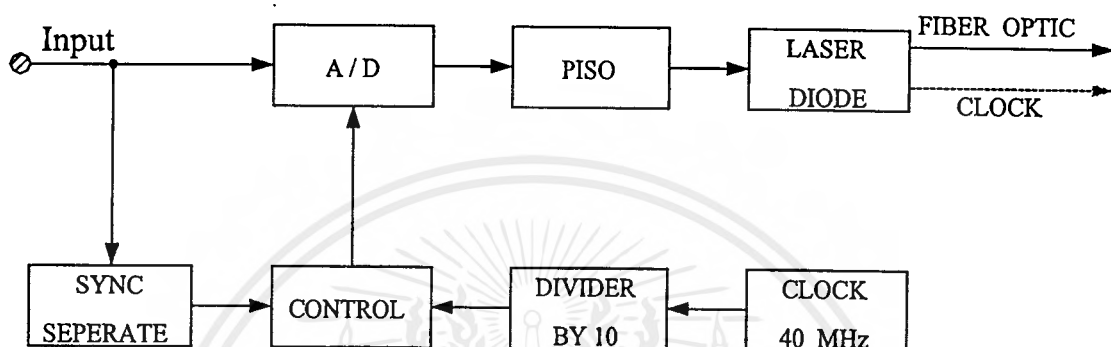 Input
A / D
PISO
LASER
DIODE
FIBER OPTIC
CLOCK
SYNC
SEPERATE
CONTROL
DIVIDER
BY 10
CLOCK
40 MHz